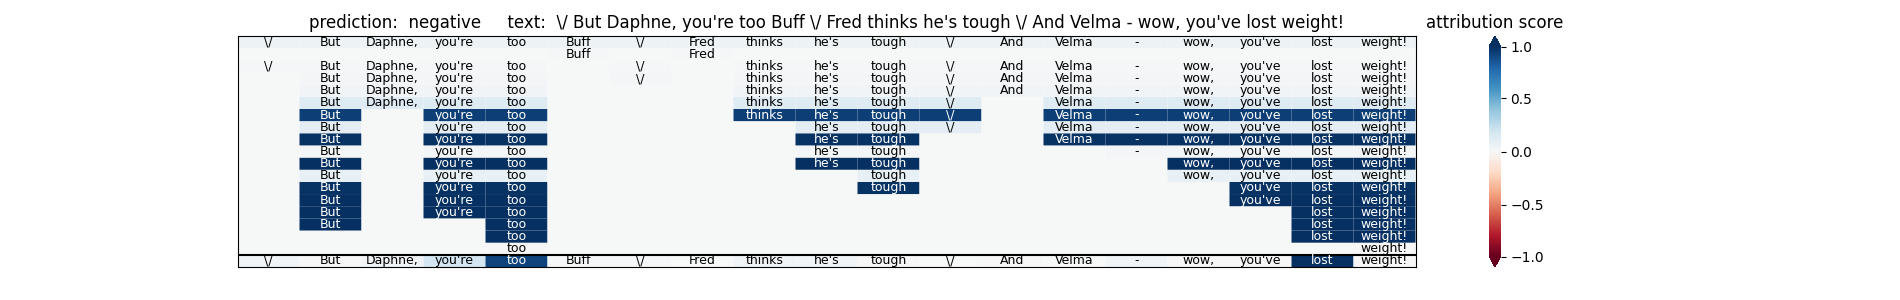 prediction:  negative     text:  \/ But Daphne, you're too Buff \/ Fred thinks he's tough \/ And Velma - wow, you've lost weight!     attribution score
\/ But Daphne, you're too Buff \/ Fred thinks he's tough \/ And Velma - wow, you've lost weight! 1.0
Buff Fred
\/ But Daphne, you're too \/ thinks he's tough \/ And Velma - wow, you've lost weight!
But Daphne, you're too \/ thinks he's tough \/ And Velma - wow, you've lost weight!
But Daphne, you're too thinks he's tough \/ And Velma - wow, you've lost weight!
But Daphne, you're too thinks he's tough \/ Velma - wow, you've lost weight! 0.5
But you're too thinks he's tough \/ Velma - wow, you've lost weight!
But you're too he's tough \/ Velma - wow, you've lost weight!
But you're too he's tough Velma - wow, you've lost weight!
But you're too he's tough - wow, you've lost weight! 0.0
But you're too he's tough wow, you've lost weight!
But you're too tough wow, you've lost weight!
But you're too tough you've lost weight!
But you're too you've lost weight! −0.5
But you're too lost weight!
But too lost weight!
too lost weight!
too weight! −1.0
\/ But Daphne, you're too Buff \/ Fred thinks he's tough \/ And Velma - wow, you've lost weight!